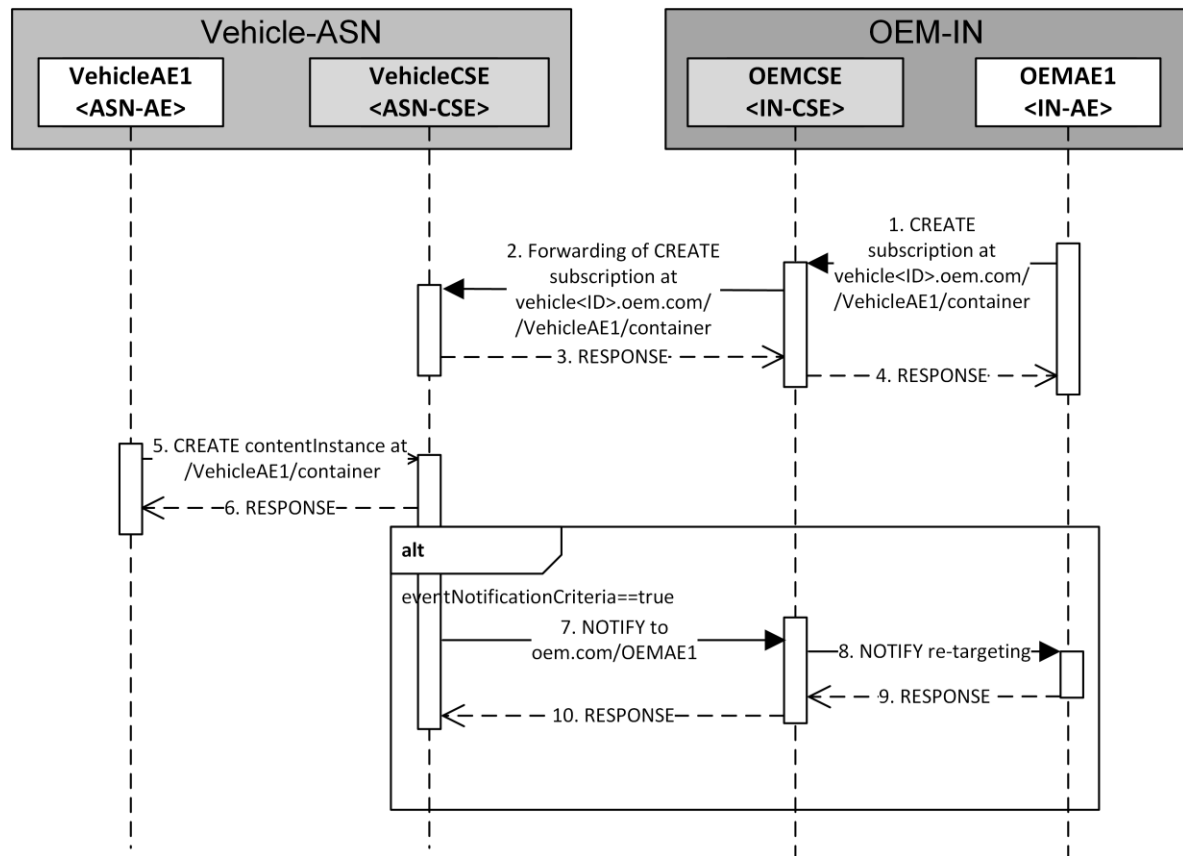 Vehicle-ASN
OEM-IN
VehicleAE1
<ASN-AE>
VehicleCSE
<ASN-CSE>
OEMCSE
<IN-CSE>
OEMAE1
<IN-AE>
1. CREATE
subscription at
vehicle<ID>.oem.com/
/VehicleAE1/container
2. Forwarding of CREATE
subscription at
vehicle<ID>.oem.com/
/VehicleAE1/container
3. RESPONSE
4. RESPONSE
5. CREATE contentInstance at
/VehicleAE1/container
6. RESPONSE
alt
eventNotificationCriteria==true
7. NOTIFY to
oem.com/OEMAE1
8. NOTIFY re-targeting
9. RESPONSE
10. RESPONSE